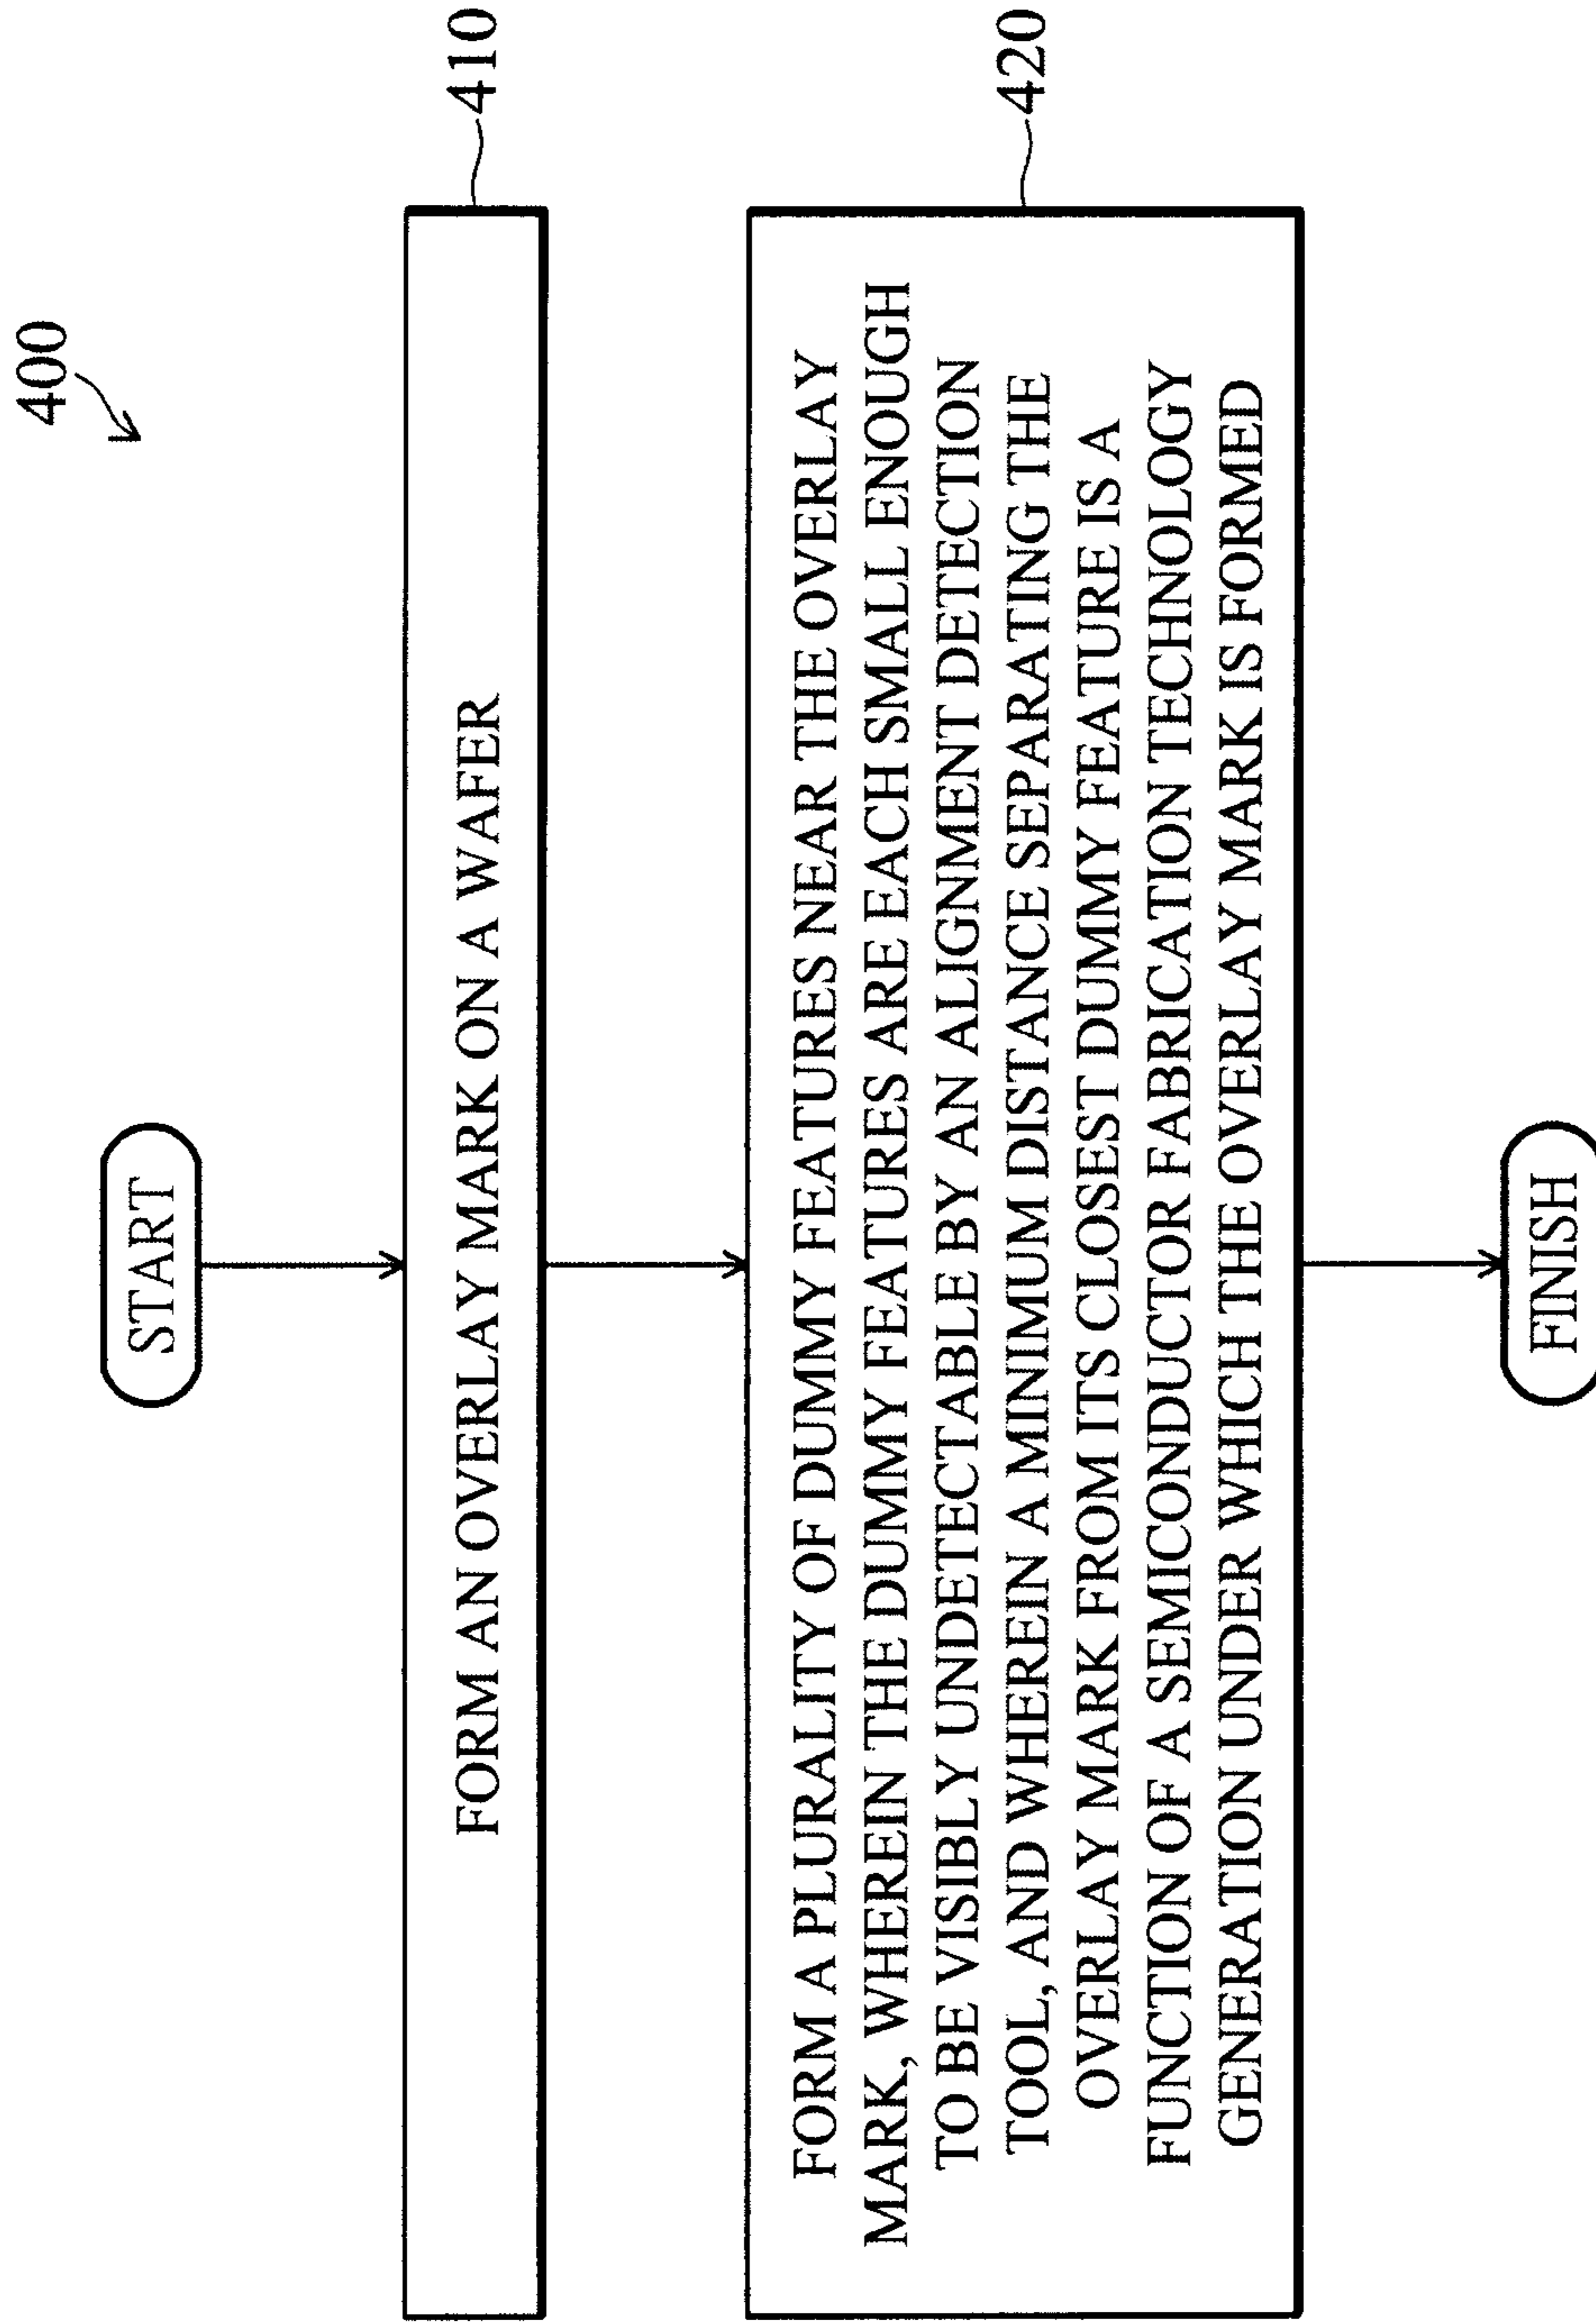 400
START
FORM AN OVERLAY MARK ON A WAFER
410
FORM A PLURALITY OF DUMMY FEATURES NEAR THE OVERLAY
MARK, WHEREIN THE DUMMY FEATURES ARE EACH SMALL ENOUGH
TO BE VISIBLY UNDETECTABLE BY AN ALIGNMENT DETECTION
TOOL, AND WHEREIN A MINIMUM DISTANCE SEPARATING THE
OVERLAY MARK FROM ITS CLOSEST DUMMY FEATURE IS A
FUNCTION OF A SEMICONDUCTOR FABRICATION TECHNOLOGY
GENERATION UNDER WHICH THE OVERLAY MARK IS FORMED
420
FINISH